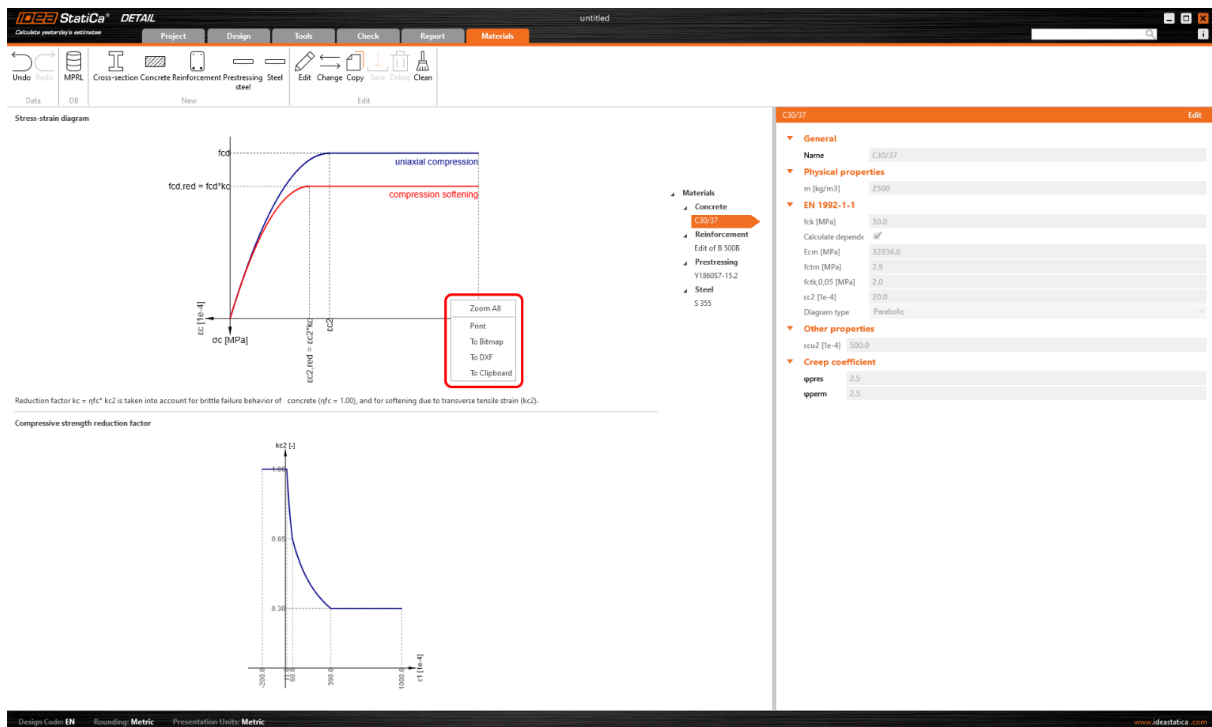 IDEA StatiCa® DETAIL
untitled
Calculate yesterday's estimates
Project Design Tools Check Report Materials
i
Undo Redo MPRL Cross-section Concrete Reinforcement Prestressing steel Steel Edit Change Copy Save Delete Clean
Data DB New Edit
Stress-strain diagram
fcd
uniaxial compression
fcd,red = fcd*kc
compression softening
εc [1e-4]
σc [MPa]
εc2,red = εc2*kc
εc2
Zoom All
Print
To Bitmap
To DXF
To Clipboard
Reduction factor kc = ηfc* kc2 is taken into account for brittle failure behavior of concrete (ηfc = 1.00), and for softening due to transverse tensile strain (kc2).
Compressive strength reduction factor
kc2 [-]
1.00
0.65
0.30
-200.0
60.0
390.0
1000.0
ε1 [1e-4]
Materials
Concrete
C30/37
Reinforcement
Edit of B 500B
Prestressing
Y1860S7-15.2
Steel
S 355
C30/37 Edit
General
Name C30/37
Physical properties
m [kg/m3] 2500
EN 1992-1-1
fck [MPa] 30.0
Calculate depende
Ecm [MPa] 32836.6
fctm [MPa] 2.9
fctk,0,05 [MPa] 2.0
εc2 [1e-4] 20.0
Diagram type Parabolic
Other properties
εcu2 [1e-4] 500.0
Creep coefficient
φpres 2.5
φperm 2.5
Design Code: EN Rounding: Metric Presentation Units: Metric
www.ideastatica.com